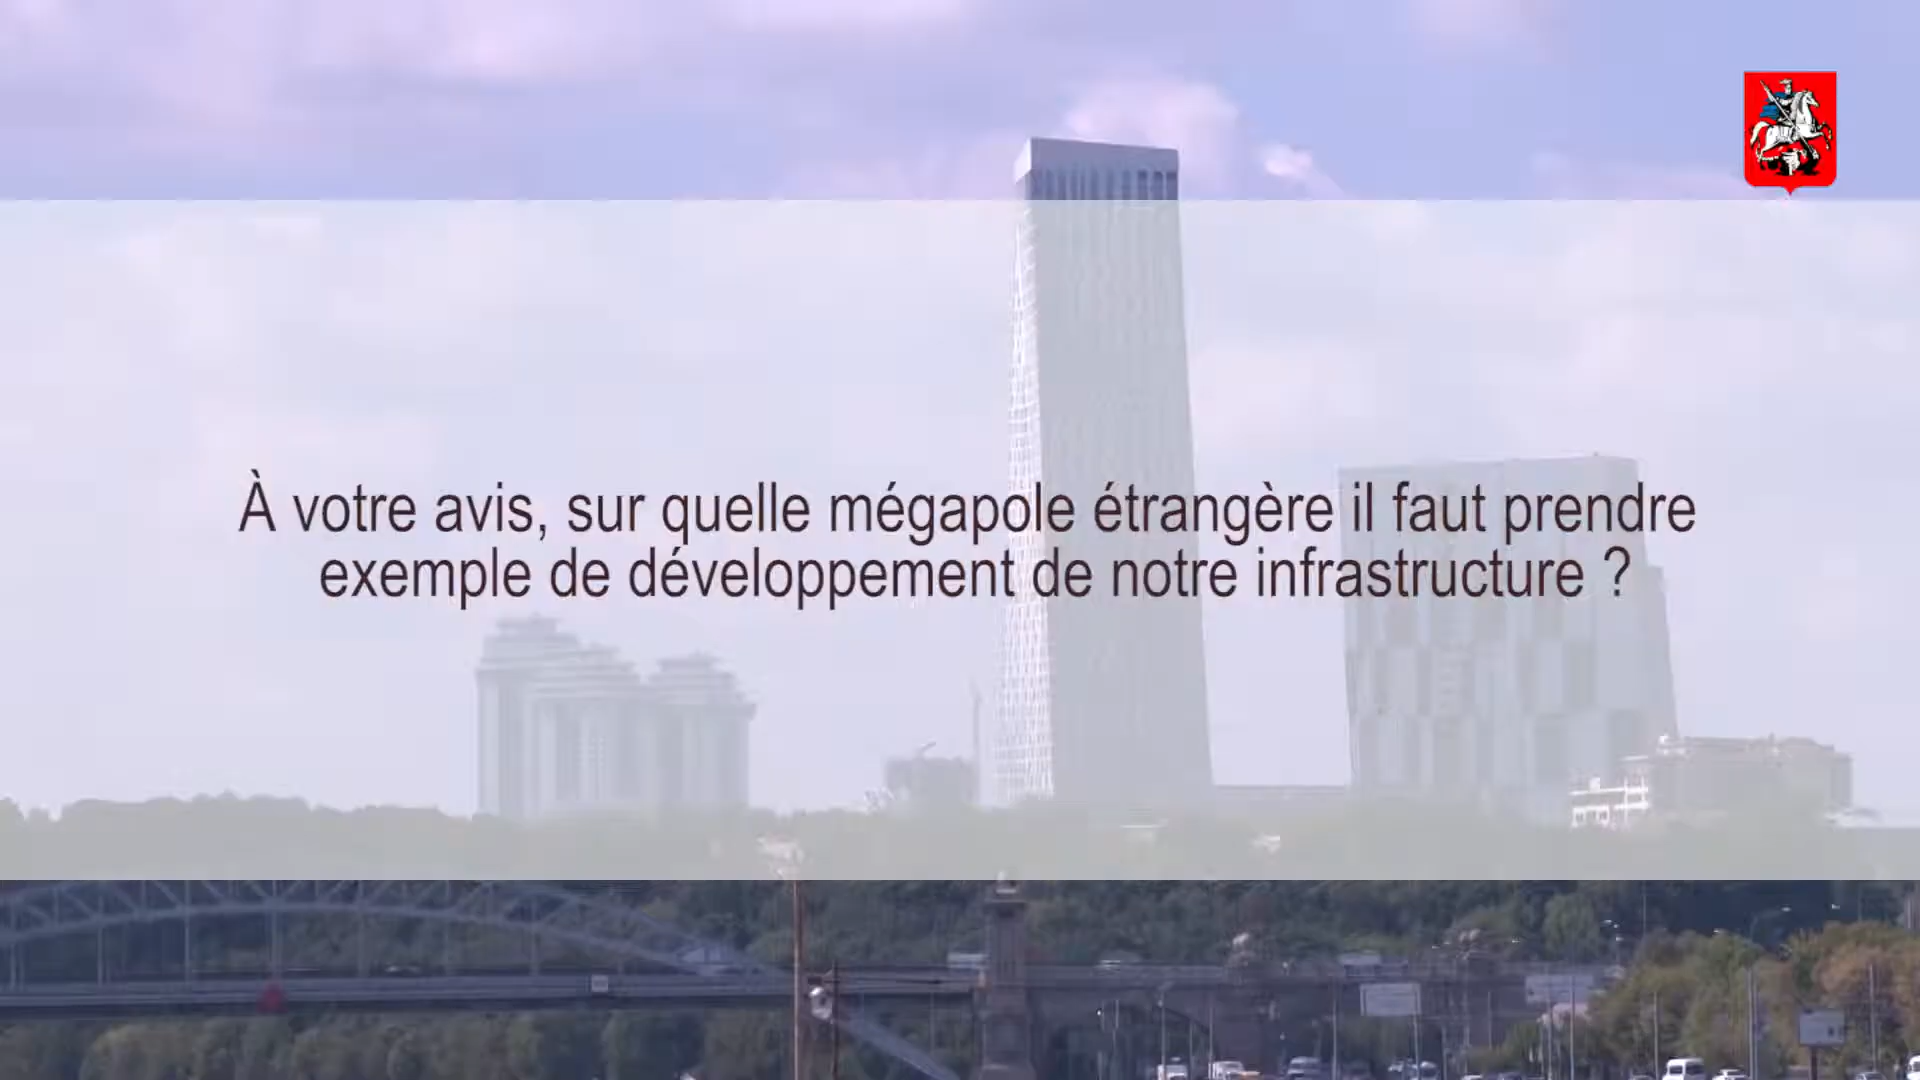 À votre avis, sur quelle mégapole étrangère il faut prendre
exemple de développement de notre infrastructure ?